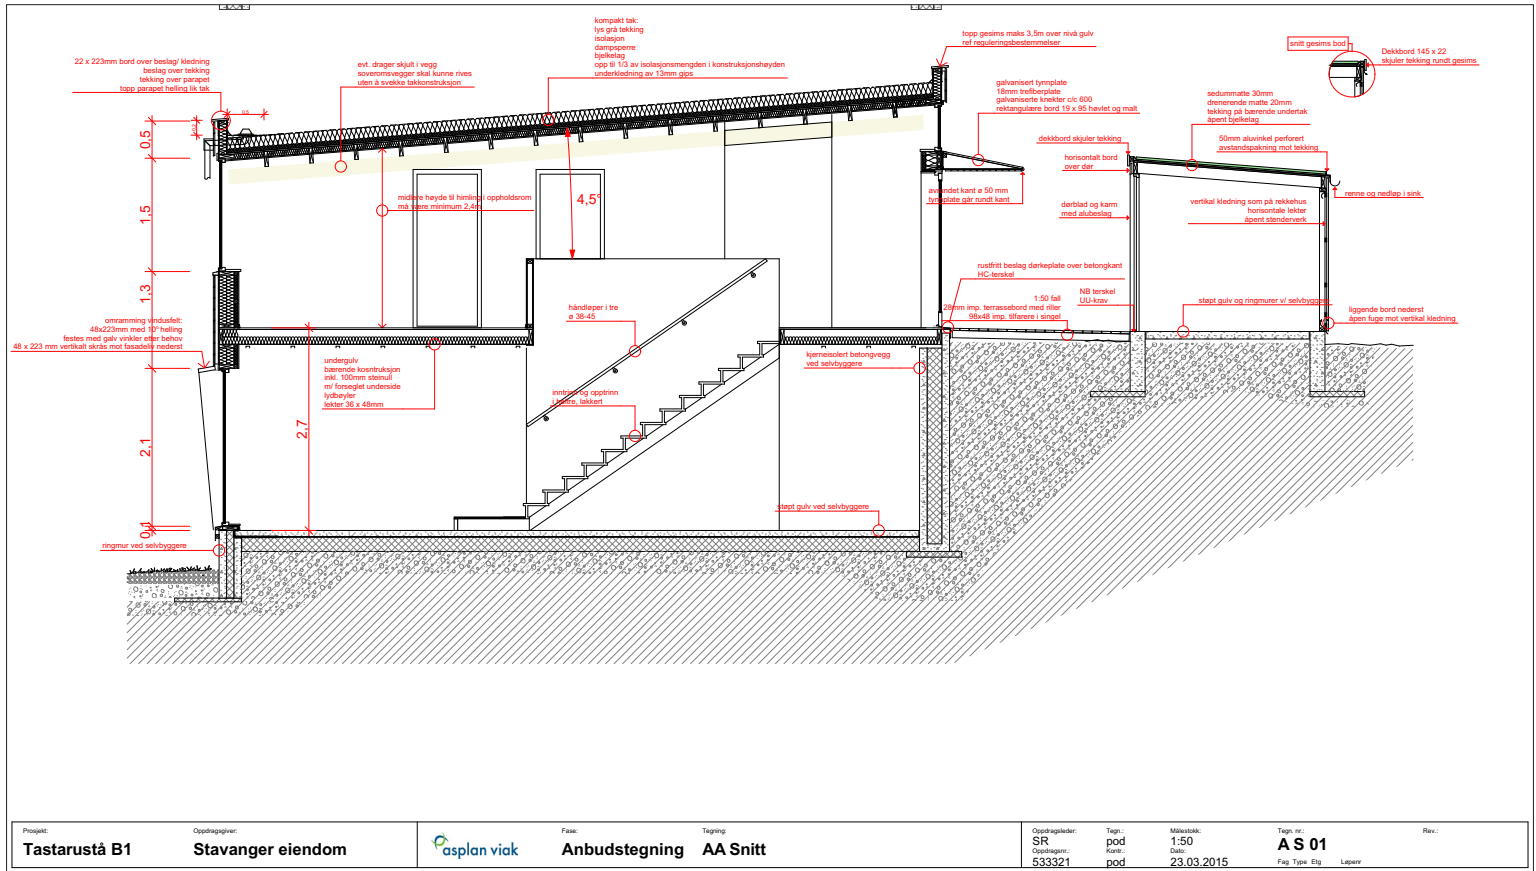 kompakt tak:
lys grå tekking
isolasjon
dampsperre
bjelkelag
opp til 1/3 av isolasjonsmengden i konstruksjonshøyden
underkledning av 13mm gips
22 x 223mm bord over beslag/ kledning
beslag over tekking
tekking over parapet
topp parapet helling lik tak
evt. drager skjult i vegg
soveromsvegger skal kunne rives
uten å svekke takkonstruksjon
topp gesims maks 3,5m over nivå gulv
ref reguleringsbestemmelser
snitt gesims bod
Dekkbord 145 x 22
skjuler tekking rundt gesims
galvanisert tynnplate
18mm trefiberplate
galvaniserte knekter c/c 600
rektangulære bord 19 x 95 høvlet og malt
sedummatte 30mm
drenerende matte 20mm
tekking på bærende undertak
åpent bjelkelag
dekkbord skjuler tekking
50mm aluvinkel perforert
avstandspakning mot tekking
horisontalt bord
over dør
avrundet kant ø 50 mm
tynnplate går rundt kant
renne og nedløp i sink
dørblad og karm
med alubeslag
vertikal kledning som på rekkehus
horisontale lekter
åpent stenderverk
midlere høyde til himling i oppholdsrom
må være minimum 2,4m
4,5°
0,5
0,5
1,5
1,3
2,1
0,1
2,7
rustfritt beslag dørkeplate over betongkant
HC-terskel
1:50 fall
28mm imp. terrassebord med riller
98x48 imp. tilfarere i singel
NB terskel
UU-krav
støpt gulv og ringmurer v/ selvbyggere
liggende bord nederst
åpen fuge mot vertikal kledning
omramming vindusfelt:
48x223mm med 10° helling
festes med galv vinkler etter behov
48 x 223 mm vertikalt skrås mot fasadeliv nederst
håndløper i tre
ø 38-45
undergulv
bærende kosntruksjon
inkl. 100mm steinull
m/ forseglet underside
lydbøyler
lekter 36 x 48mm
kjerneisolert betongvegg
ved selvbyggere
inntrinn og opptrinn
i heltre, lakkert
støpt gulv ved selvbyggere
ringmur ved selvbyggere
Prosjekt:
Tastarustå B1
Oppdragsgiver:
Stavanger eiendom
asplan viak
Fase:
Anbudstegning
Tegning:
AA Snitt
Oppdragsleder:
SR
Oppdragsnr.:
533321
Tegn.:
pod
Kontr.:
pod
Målestokk:
1:50
Dato:
23.03.2015
Tegn. nr.:
A S 01
Fag Type Etg Løpenr
Rev.: